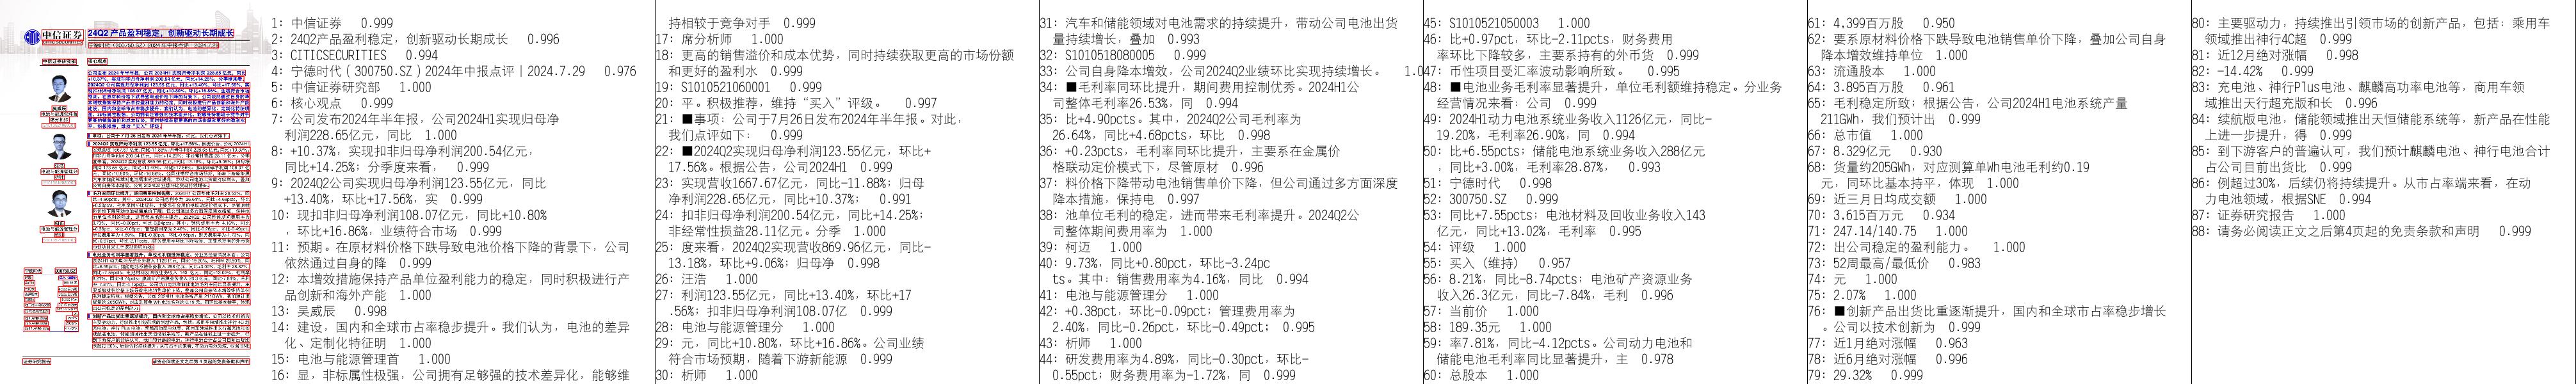 中信证券
CITIC SECURITIES
24Q2 产品盈利稳定，创新驱动长期成长
1: 中信证券 0.999
2: 24Q2产品盈利稳定，创新驱动长期成长 0.996
3: CITICSECURITIES 0.994
4: 宁德时代(300750.SZ)2024年中报点评｜2024.7.29 0.976
5: 中信证券研究部 1.000
6: 核心观点 0.999
7: 公司发布2024年半年报，公司2024H1实现归母净
利润228.65亿元，同比 1.000
8: +10.37%，实现扣非归母净利润200.54亿元，
同比+14.25%；分季度来看， 0.999
9: 2024Q2公司实现归母净利润123.55亿元，同比
+13.40%，环比+17.56%，实 0.999
10: 现扣非归母净利润108.07亿元，同比+10.80%
，环比+16.86%，业绩符合市场 0.999
11: 预期。在原材料价格下跌导致电池价格下降的背景下，公司
依然通过自身的降 0.999
12: 本增效措施保持产品单位盈利能力的稳定，同时积极进行产
品创新和海外产能 1.000
13: 吴威辰 0.998
14: 建设，国内和全球市占率稳步提升。我们认为，电池的差异
化、定制化特征明 1.000
15: 电池与能源管理首 1.000
16: 显，非标属性极强，公司拥有足够强的技术差异化，能够维
持相较于竞争对手 0.999
17: 席分析师 1.000
18: 更高的销售溢价和成本优势，同时持续获取更高的市场份额
和更好的盈利水 0.999
19: S1010521060001 0.999
20: 平。积极推荐，维持“买入”评级。 0.997
21: ■事项：公司于7月26日发布2024年半年报。对此，
我们点评如下： 0.999
22: ■2024Q2实现归母净利润123.55亿元，环比+
17.56%。根据公告，公司2024H1 0.999
23: 实现营收1667.67亿元，同比-11.88%；归母
净利润228.65亿元，同比+10.37%； 0.991
24: 扣非归母净利润200.54亿元，同比+14.25%；
非经常性损益28.11亿元。分季 1.000
25: 度来看，2024Q2实现营收869.96亿元，同比-
13.18%，环比+9.06%；归母净 0.998
26: 汪浩 1.000
27: 利润123.55亿元，同比+13.40%，环比+17
.56%；扣非归母净利润108.07亿 0.999
28: 电池与能源管理分 1.000
29: 元，同比+10.80%，环比+16.86%。公司业绩
符合市场预期，随着下游新能源 0.999
30: 析师 1.000
31: 汽车和储能领域对电池需求的持续提升，带动公司电池出货
量持续增长，叠加 0.993
32: S1010518080005 0.999
33: 公司自身降本增效，公司2024Q2业绩环比实现持续增长。 1.0
34: ■毛利率同环比提升，期间费用控制优秀。2024H1公
司整体毛利率26.53%，同 0.994
35: 比+4.90pcts。其中，2024Q2公司毛利率为
26.64%，同比+4.68pcts，环比 0.998
36: +0.23pcts，毛利率同环比提升，主要系在金属价
格联动定价模式下，尽管原材 0.996
37: 料价格下降带动电池销售单价下降，但公司通过多方面深度
降本措施，保持电 0.997
38: 池单位毛利的稳定，进而带来毛利率提升。2024Q2公
司整体期间费用率为 1.000
39: 柯迈 1.000
40: 9.73%，同比+0.80pct，环比-3.24pc
ts。其中：销售费用率为4.16%，同比 0.994
41: 电池与能源管理分 1.000
42: +0.38pct，环比-0.09pct；管理费用率为
2.40%，同比-0.26pct，环比-0.49pct； 0.995
43: 析师 1.000
44: 研发费用率为4.89%，同比-0.30pct，环比-
0.55pct；财务费用率为-1.72%，同 0.999
45: S1010521050003 1.000
46: 比+0.97pct，环比-2.11pcts，财务费用
率环比下降较多，主要系持有的外币货 0.999
47: 币性项目受汇率波动影响所致。 0.995
48: ■电池业务毛利率显著提升，单位毛利额维持稳定。分业务
经营情况来看：公司 0.999
49: 2024H1动力电池系统业务收入1126亿元，同比-
19.20%，毛利率26.90%，同 0.994
50: 比+6.55pcts；储能电池系统业务收入288亿元
，同比+3.00%，毛利率28.87%， 0.993
51: 宁德时代 0.998
52: 300750.SZ 0.999
53: 同比+7.55pcts；电池材料及回收业务收入143
亿元，同比+13.02%，毛利率 0.995
54: 评级 1.000
55: 买入(维持) 0.957
56: 8.21%，同比-8.74pcts；电池矿产资源业务
收入26.3亿元，同比-7.84%，毛利 0.996
57: 当前价 1.000
58: 189.35元 1.000
59: 率7.81%，同比-4.12pcts。公司动力电池和
储能电池毛利率同比显著提升，主 0.978
60: 总股本 1.000
61: 4.399百万股 0.950
62: 要系原材料价格下跌导致电池销售单价下降，叠加公司自身
降本增效维持单位 1.000
63: 流通股本 1.000
64: 3.895百万股 0.961
65: 毛利稳定所致；根据公告，公司2024H1电池系统产量
211GWh，我们预计出 0.999
66: 总市值 1.000
67: 8.329亿元 0.930
68: 货量约205GWh，对应测算单Wh电池毛利约0.19
元，同环比基本持平，体现 1.000
69: 近三月日均成交额 1.000
70: 3.615百万元 0.934
71: 247.14/140.75 1.000
72: 出公司稳定的盈利能力。 1.000
73: 52周最高/最低价 0.983
74: 元 1.000
75: 2.07% 1.000
76: ■创新产品出货比重逐渐提升，国内和全球市占率稳步增长
。公司以技术创新为 0.999
77: 近1月绝对涨幅 0.963
78: 近6月绝对涨幅 0.996
79: 29.32% 0.999
80: 主要驱动力，持续推出引领市场的创新产品，包括：乘用车
领域推出神行4C超 0.999
81: 近12月绝对涨幅 0.998
82: -14.42% 0.999
83: 充电池、神行Plus电池、麒麟高功率电池等，商用车领
域推出天行超充版和长 0.996
84: 续航版电池，储能领域推出天恒储能系统等，新产品在性能
上进一步提升，得 0.999
85: 到下游客户的普遍认可，我们预计麒麟电池、神行电池合计
占公司目前出货比 0.999
86: 例超过30%，后续仍将持续提升。从市占率端来看，在动
力电池领域，根据SNE 0.994
87: 证券研究报告 1.000
88: 请务必阅读正文之后第4页起的免责条款和声明 0.999